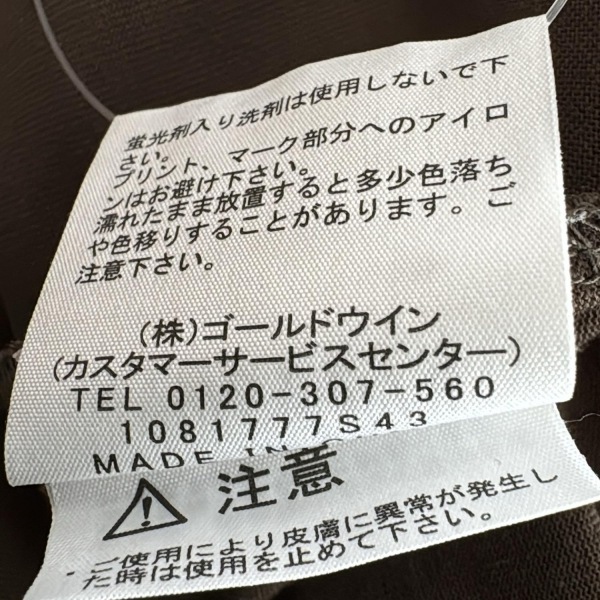 蛍光剤入り洗剤は使用しないで下
さい。
プリント、マーク部分へのアイロ
ンはお避け下さい。
濡れたまま放置すると多少色落ち
や色移りすることがあります。ご
注意下さい。
(株)ゴールドウイン
(カスタマーサービスセンター)
TEL 0120-307-560
1081777S43
MADE IN
注意
・ご使用により皮膚に異常が発生し
た時は使用を止めて下さい。